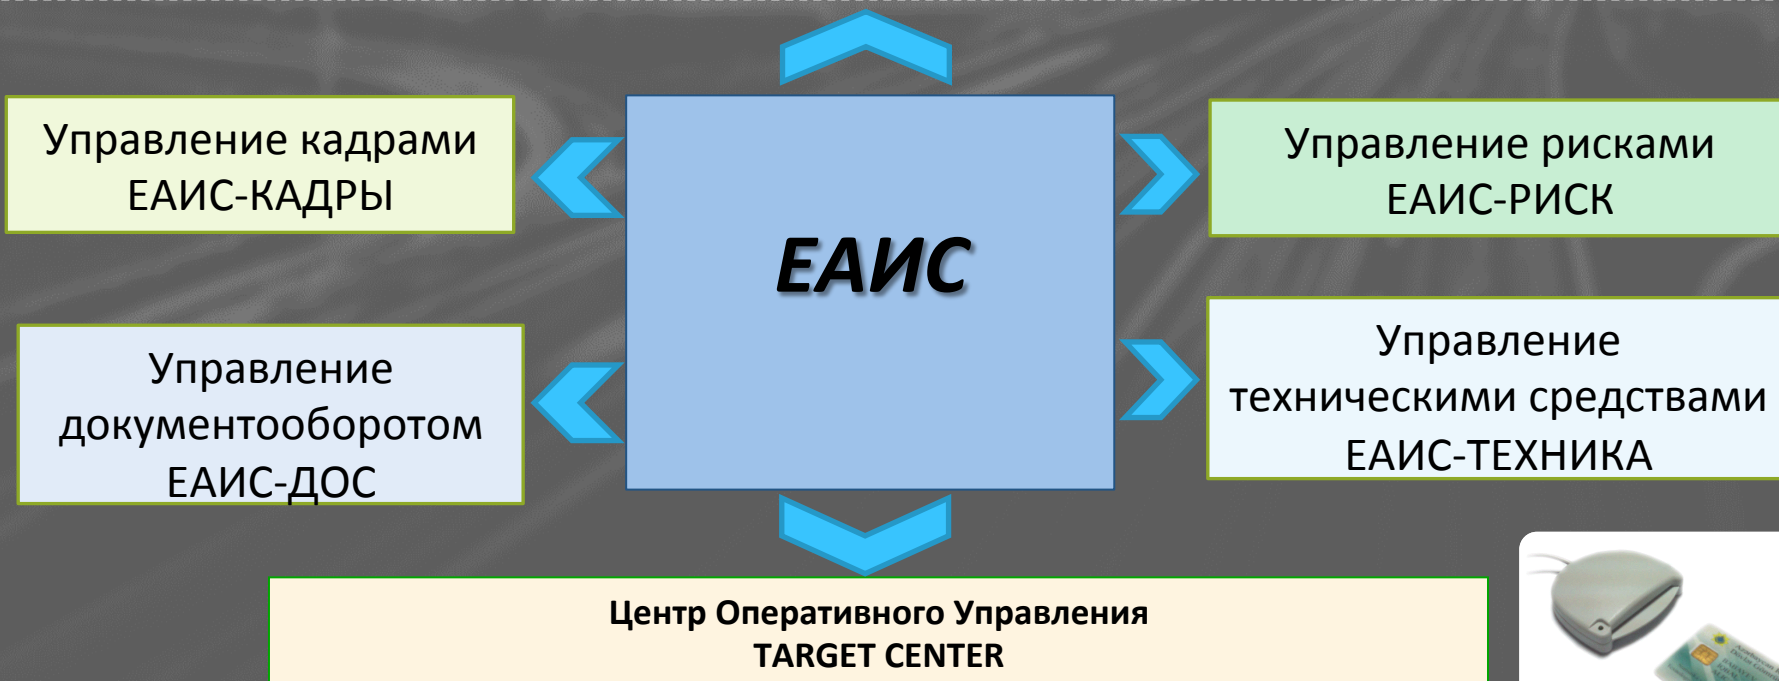 Управление кадрами
ЕАИС-КАДРЫ
ЕАИС
Управление рисками
ЕАИС-РИСК
Управление
документооборотом
ЕАИС-ДОС
Управление
техническими средствами
ЕАИС-ТЕХНИКА
Центр Оперативного Управления
TARGET CENTER